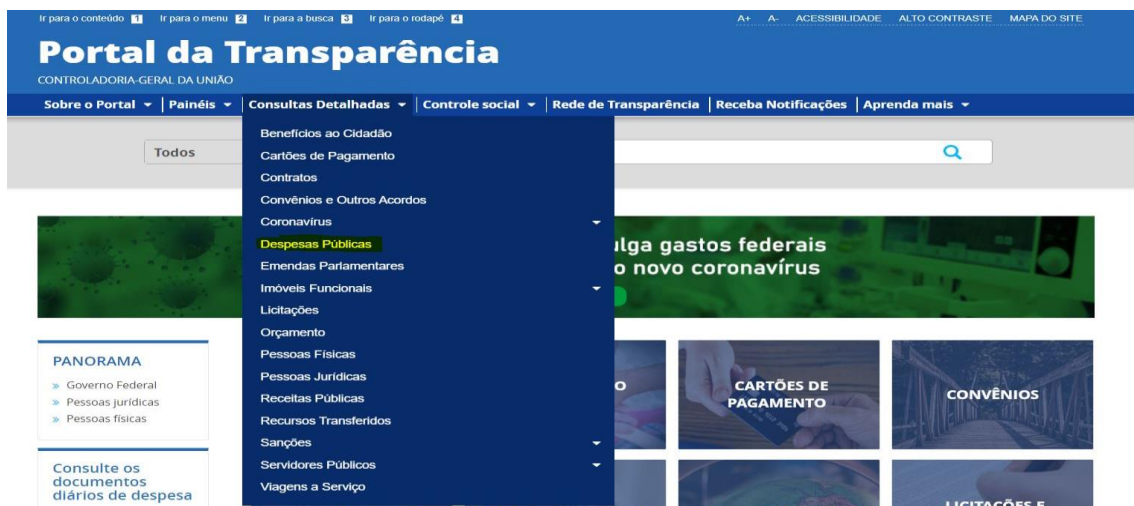 Ir para o conteúdo 1 Ir para o menu 2 Ir para a busca 3 Ir para o rodapé 4 A+ A- ACESSIBILIDADE ALTO CONTRASTE MAPA DO SITE
Portal da Transparência
CONTROLADORIA-GERAL DA UNIÃO
Sobre o Portal Painéis Consultas Detalhadas Controle social Rede de Transparência Receba Notificações Aprenda mais
Todos
Benefícios ao Cidadão
Cartões de Pagamento
Contratos
Convênios e Outros Acordos
Coronavírus
Despesas Públicas
Emendas Parlamentares
Imóveis Funcionais
Licitações
Orçamento
Pessoas Físicas
Pessoas Jurídicas
Receitas Públicas
Recursos Transferidos
Sanções
Servidores Públicos
Viagens a Serviço
gastos federais
o novo coronavírus
PANORAMA
» Governo Federal
» Pessoas jurídicas
» Pessoas físicas
Consulte os
documentos
diários de despesa
CARTÕES DE
PAGAMENTO
CONVÊNIOS
LICITAÇÕES E